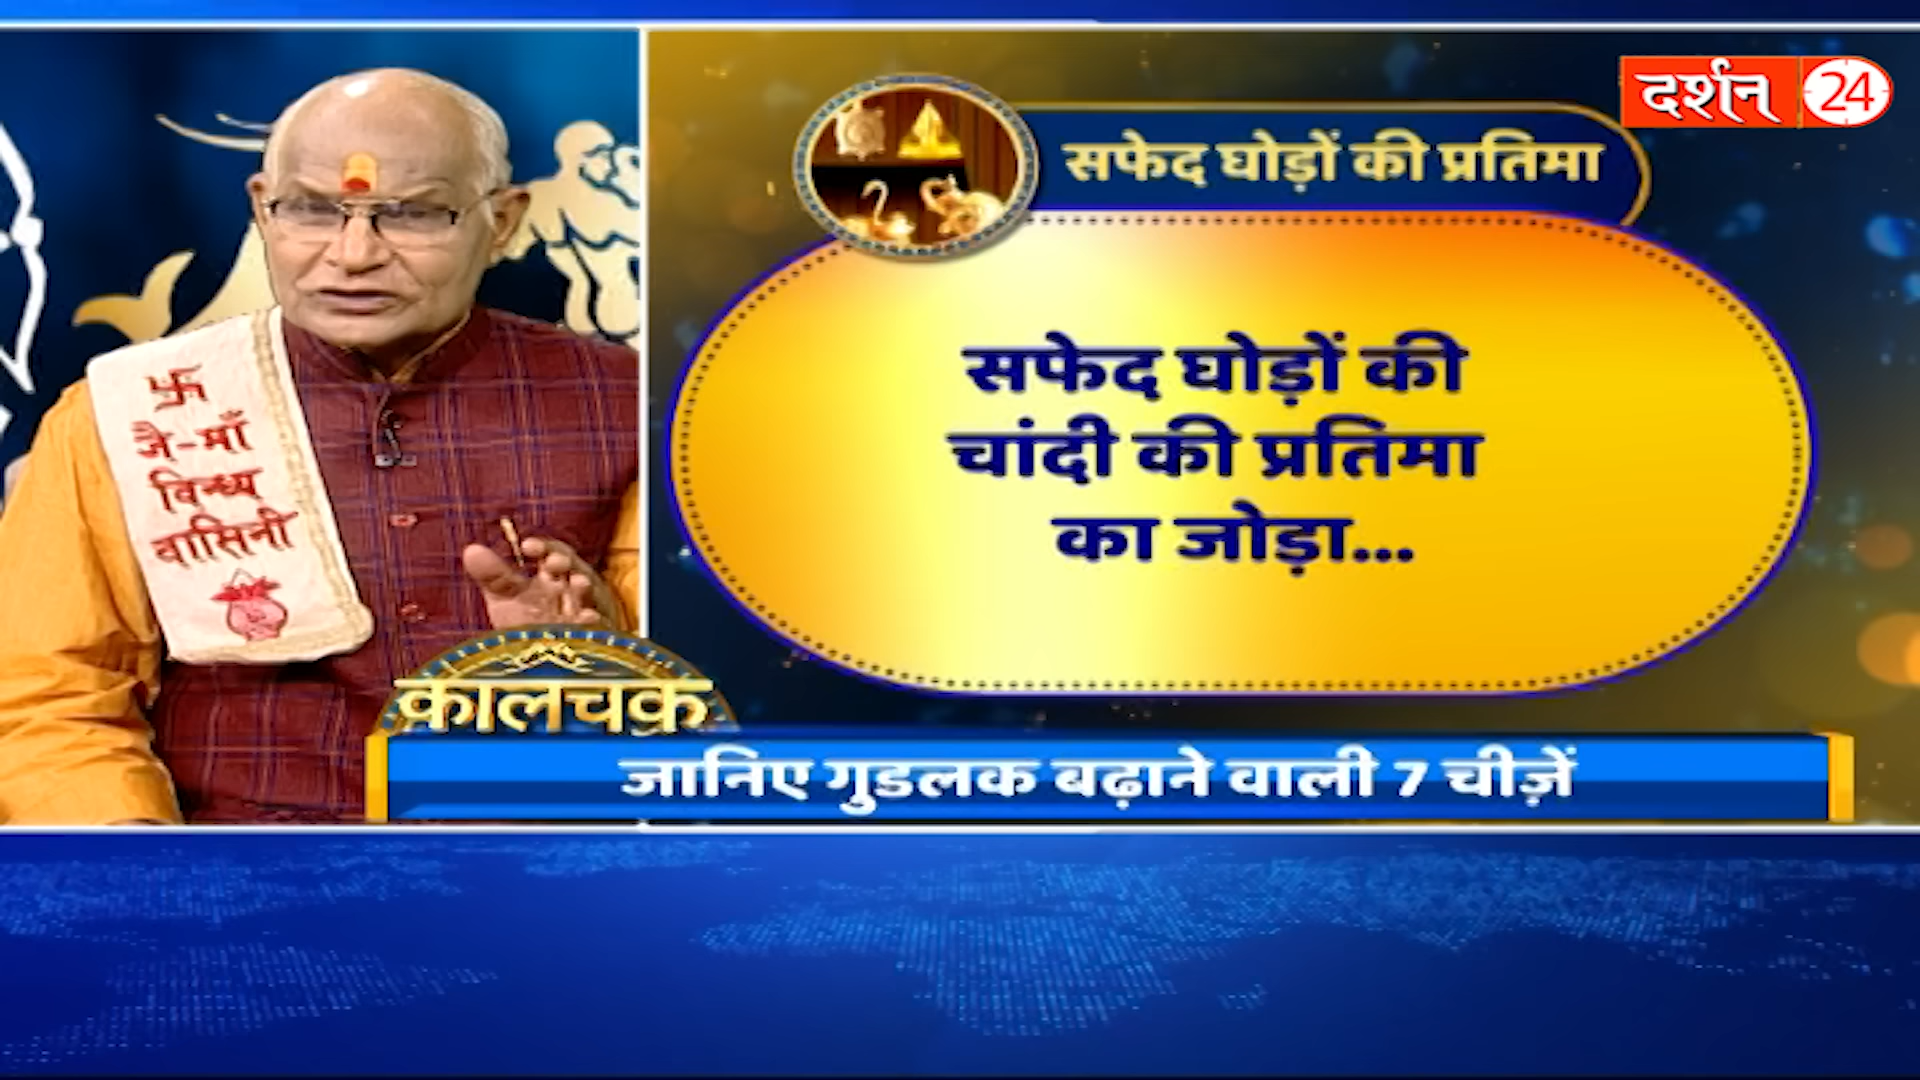 दर्शन 24
सफेद घोड़ों की प्रतिमा
सफेद घोड़ों की
चांदी की प्रतिमा
का जोड़ा...
जै-माँ
विन्ध्य
वासिनी
कालचक्र
जानिए गुडलक बढ़ाने वाली 7 चीज़ें